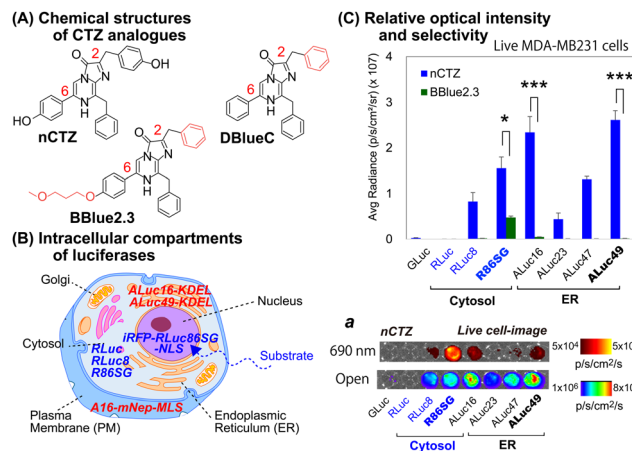 (A) Chemical structures
of CTZ analogues
2
O
N
OH
N
N
H
6
HO
nCTZ
2
O
N
N
N
H
6
DBlueC
2
O
N
N
N
H
6
O
O
BBlue2.3
(B) Intracellular compartments
of luciferases
Golgi
ALuc16-KDEL
ALuc49-KDEL
Nucleus
Cytosol
iRFP-RLuc86SG
-NLS
RLuc
RLuc8
R86SG
Substrate
A16-mNep-MLS
Plasma
Membrane (PM)
Endoplasmic
Reticulum (ER)
(C) Relative optical intensity
and selectivity
Live MDA-MB231 cells
Avg Radiance (p/s/cm²/sr) (x 107)
4
3
2
1
0
nCTZ
BBlue2.3
*
***
***
GLuc
RLuc
RLuc8
R86SG
ALuc16
ALuc23
ALuc47
ALuc49
Cytosol
ER
a
nCTZ
Live cell-image
690 nm
5x10⁴
5x10
p/s/cm²/s
Open
1x10⁶
8x10
p/s/cm²/s
GLuc
RLuc
RLuc8
R86SG
ALuc16
ALuc23
ALuc47
ALuc49
Cytosol
ER